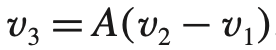 v₃ = A(v₂ − v₁)